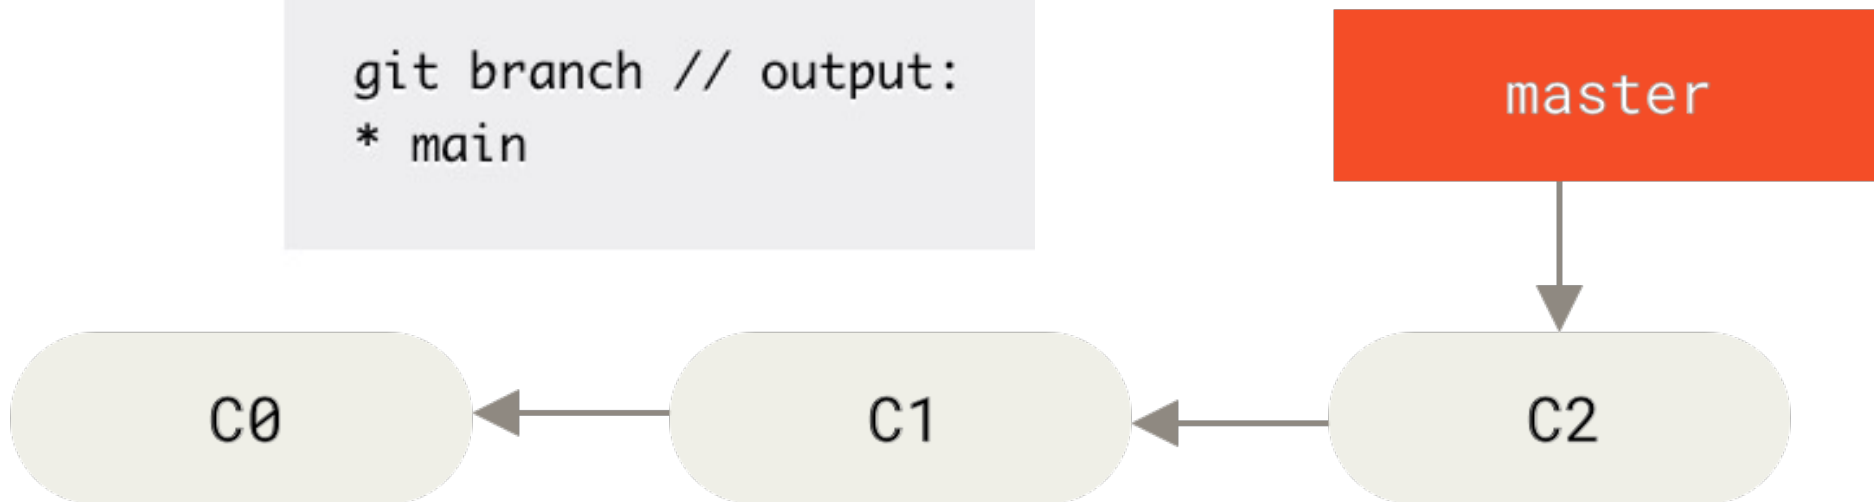 git branch // output:
* main
master
C0
C1
C2